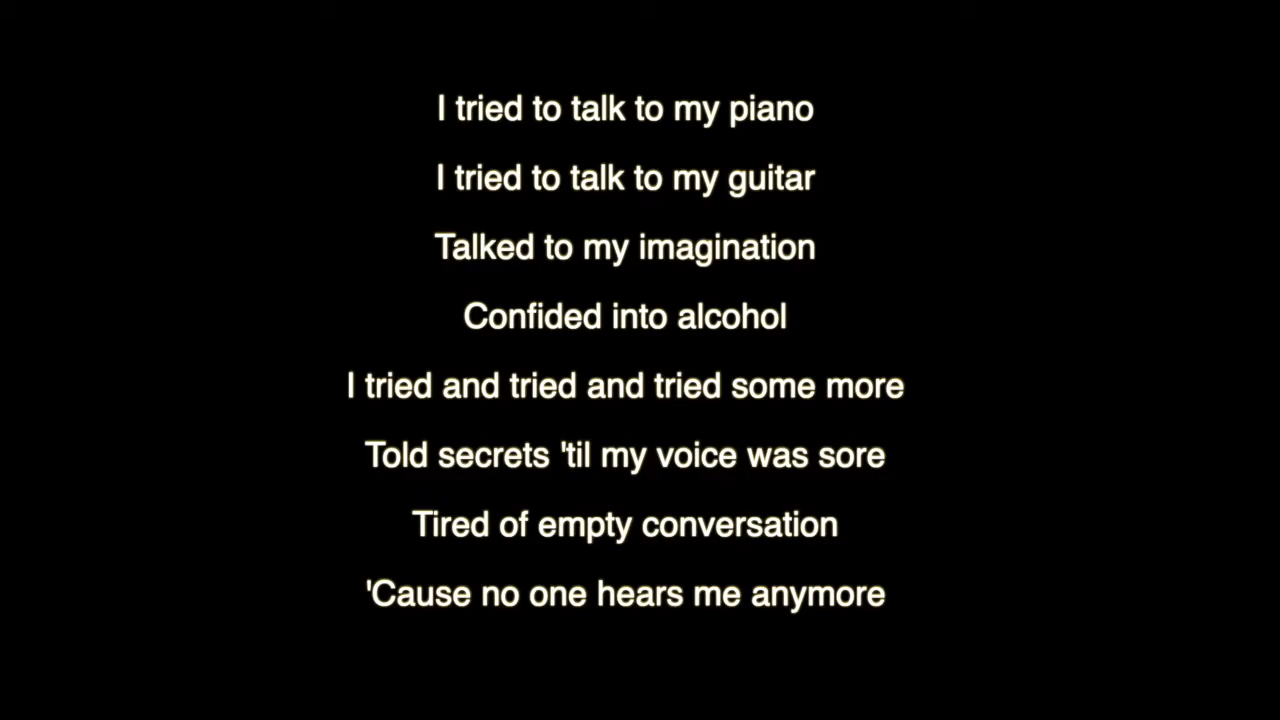 I tried to talk to my piano
I tried to talk to my guitar
Talked to my imagination
Confided into alcohol
I tried and tried and tried some more
Told secrets 'til my voice was sore
Tired of empty conversation
'Cause no one hears me anymore